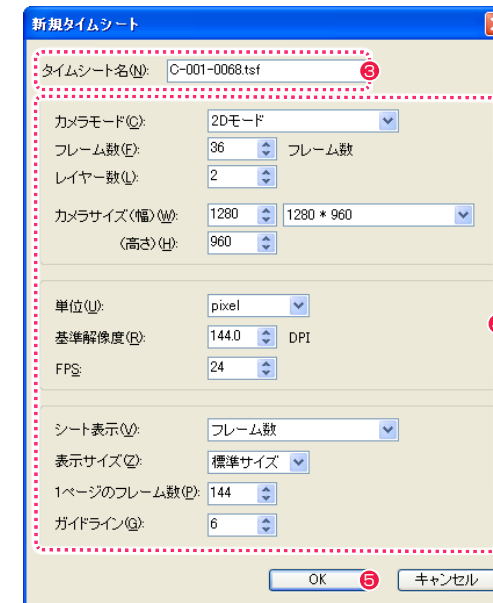 新規タイムシート
タイムシート名(N): C-001-0068.tsf ❸
カメラモード(C): 2Dモード
フレーム数(F): 36 フレーム数
レイヤー数(L): 2
カメラサイズ(幅)(W): 1280 1280 * 960
(高さ)(H): 960
単位(U): pixel
基準解像度(R): 144.0 DPI
FPS: 24
シート表示(V): フレーム数
表示サイズ(Z): 標準サイズ
1ページのフレーム数(P): 144
ガイドライン(G): 6
OK ❺ キャンセル